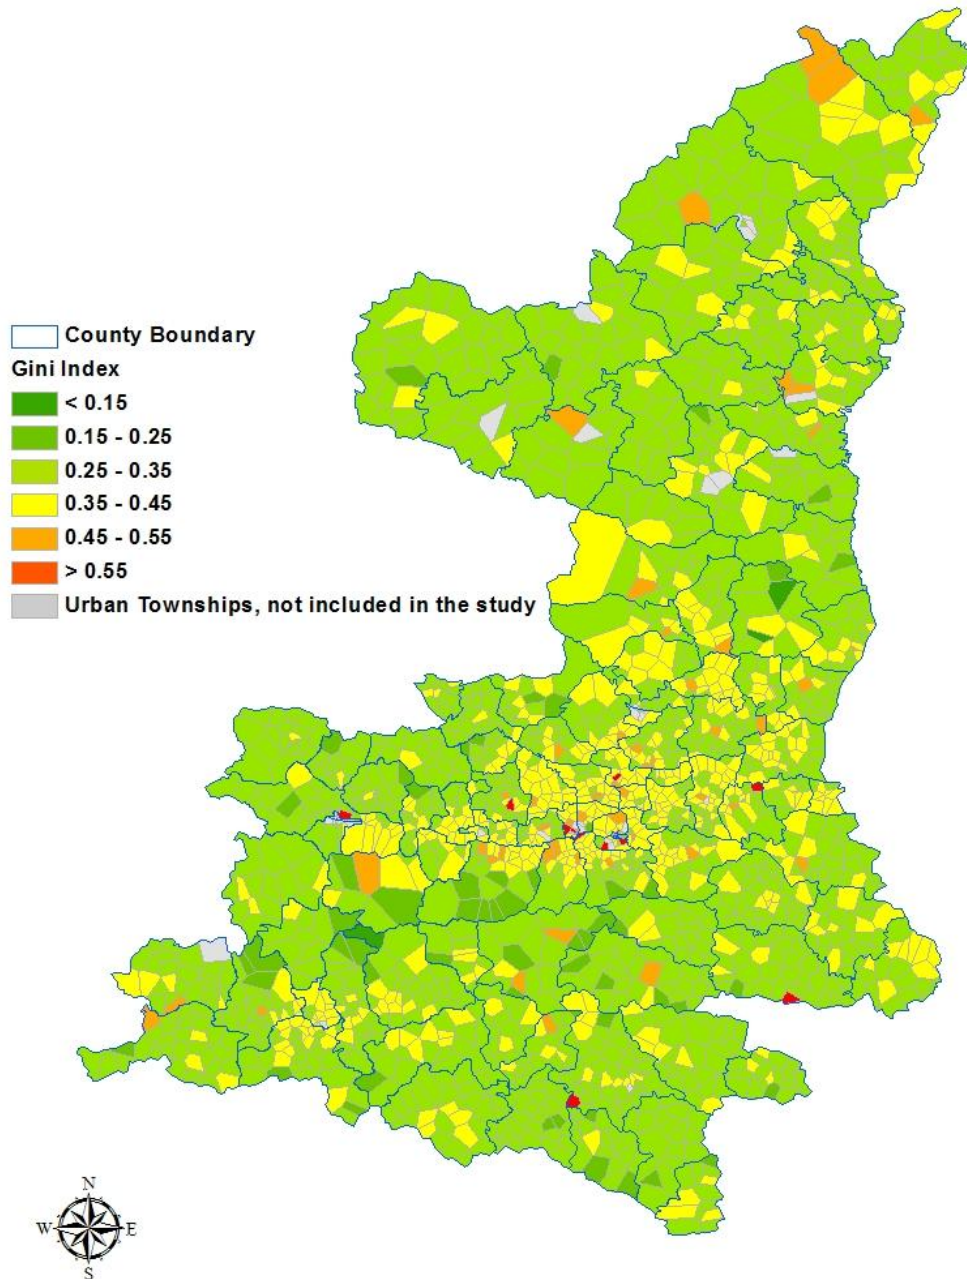 County Boundary
Gini Index
< 0.15
0.15 - 0.25
0.25 - 0.35
0.35 - 0.45
0.45 - 0.55
> 0.55
Urban Townships, not included in the study
N
W E
S